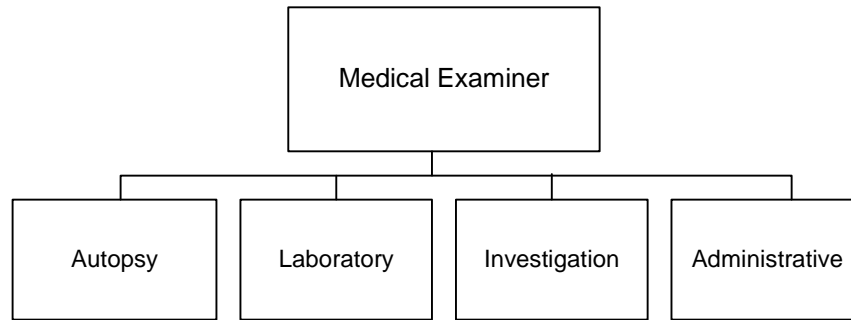 Medical Examiner
Autopsy
Laboratory
Investigation
Administrative